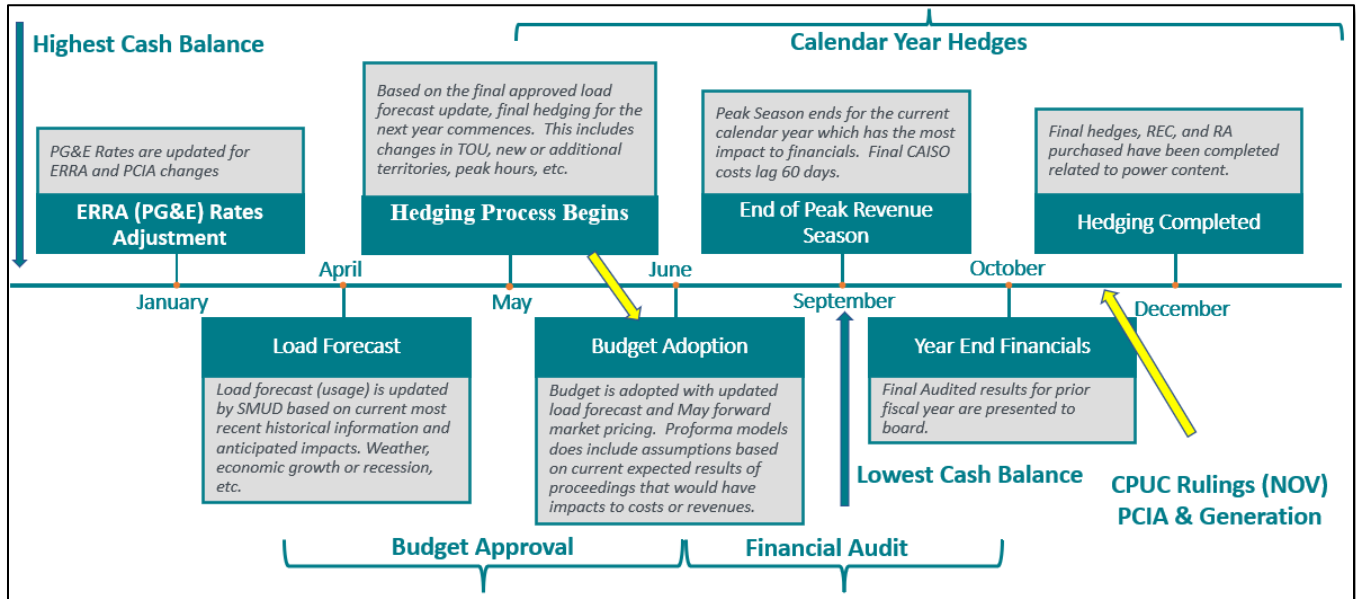 Highest Cash Balance
Calendar Year Hedges
PG&E Rates are updated for
ERRA and PCIA changes
ERRA (PG&E) Rates
Adjustment
Based on the final approved load
forecast update, final hedging for the
next year commences. This includes
changes in TOU, new or additional
territories, peak hours, etc.
Hedging Process Begins
Peak Season ends for the current
calendar year which has the most
impact to financials. Final CAISO
costs lag 60 days.
End of Peak Revenue
Season
Final hedges, REC, and RA
purchased have been completed
related to power content.
Hedging Completed
January
April
May
June
September
October
December
Load Forecast
Load forecast (usage) is updated
by SMUD based on current most
recent historical information and
anticipated impacts. Weather,
economic growth or recession,
etc.
Budget Adoption
Budget is adopted with updated
load forecast and May forward
market pricing. Proforma models
does include assumptions based
on current expected results of
proceedings that would have
impacts to costs or revenues.
Year End Financials
Final Audited results for prior
fiscal year are presented to
board.
Lowest Cash Balance
CPUC Rulings (NOV)
PCIA & Generation
Budget Approval
Financial Audit